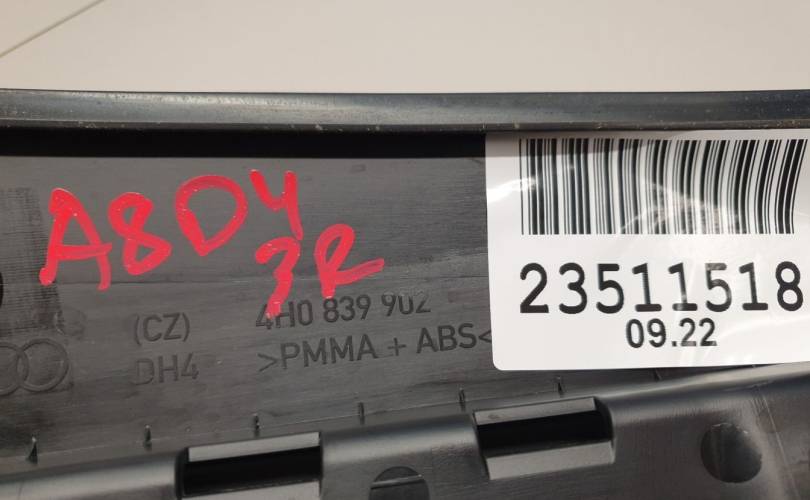 A8D4
3R
(CZ) 4H0 839 902
DH4 >PMMA + ABS<
23511518
09.22